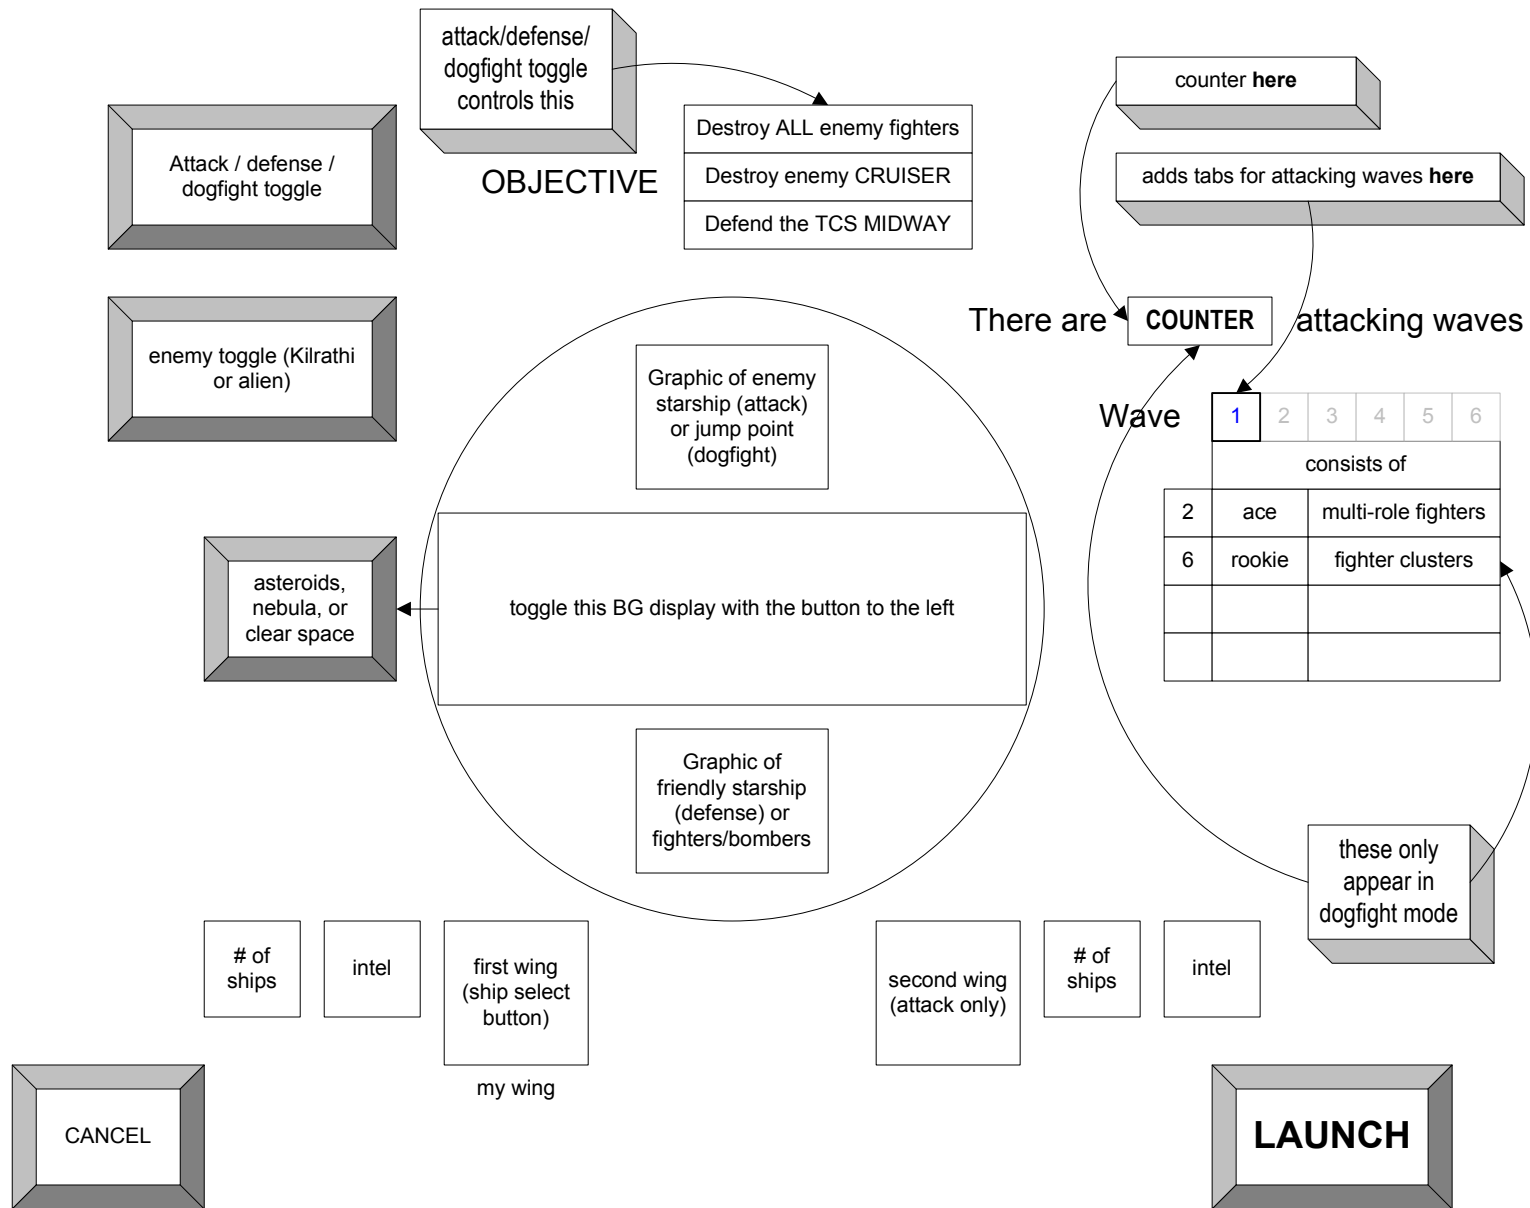 attack/defense/
dogfight toggle
controls this
counter here
Attack / defense /
dogfight toggle
OBJECTIVE
Destroy ALL enemy fighters
Destroy enemy CRUISER
Defend the TCS MIDWAY
adds tabs for attacking waves here
enemy toggle (Kilrathi
or alien)
There are COUNTER attacking waves
Graphic of enemy
starship (attack)
or jump point
(dogfight)
Wave 1 2 3 4 5 6
consists of
2 ace multi-role fighters
6 rookie fighter clusters
asteroids,
nebula, or
clear space
toggle this BG display with the button to the left
Graphic of
friendly starship
(defense) or
fighters/bombers
these only
appear in
dogfight mode
# of
ships
intel
first wing
(ship select
button)
my wing
second wing
(attack only)
# of
ships
intel
CANCEL
LAUNCH